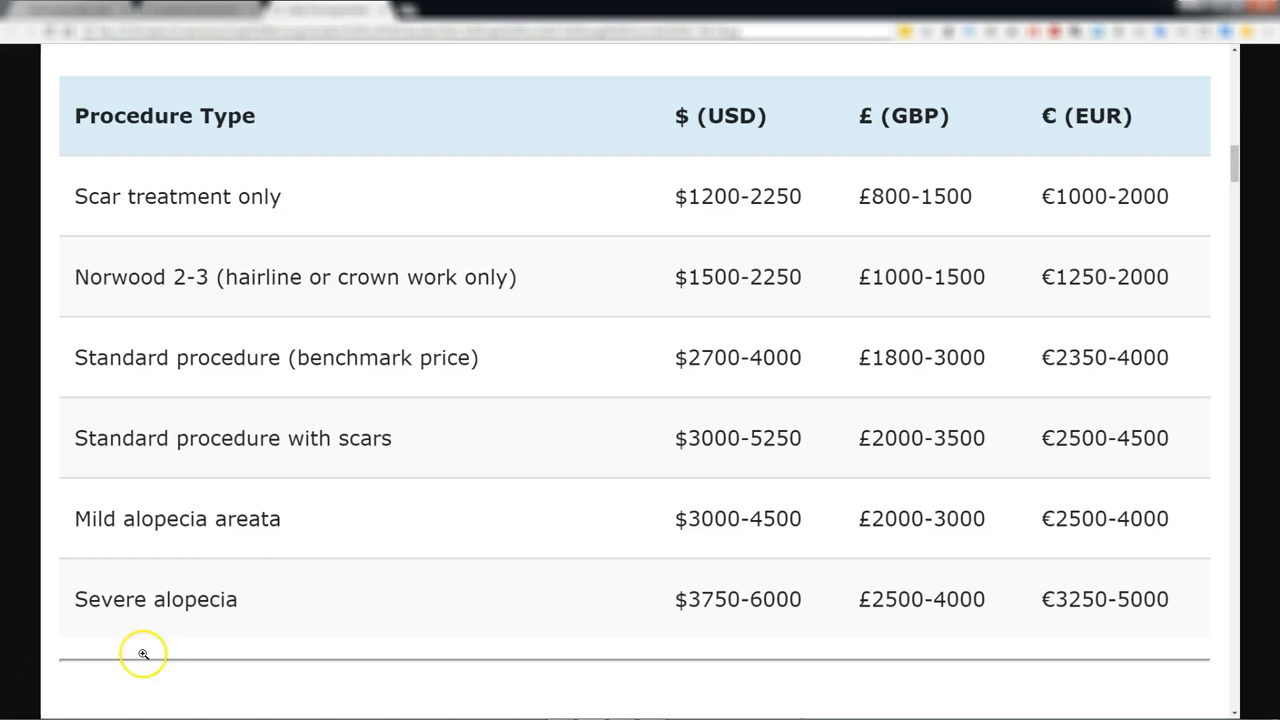 Procedure Type $ (USD) £ (GBP) € (EUR)
Scar treatment only $1200-2250 £800-1500 €1000-2000
Norwood 2-3 (hairline or crown work only) $1500-2250 £1000-1500 €1250-2000
Standard procedure (benchmark price) $2700-4000 £1800-3000 €2350-4000
Standard procedure with scars $3000-5250 £2000-3500 €2500-4500
Mild alopecia areata $3000-4500 £2000-3000 €2500-4000
Severe alopecia $3750-6000 £2500-4000 €3250-5000